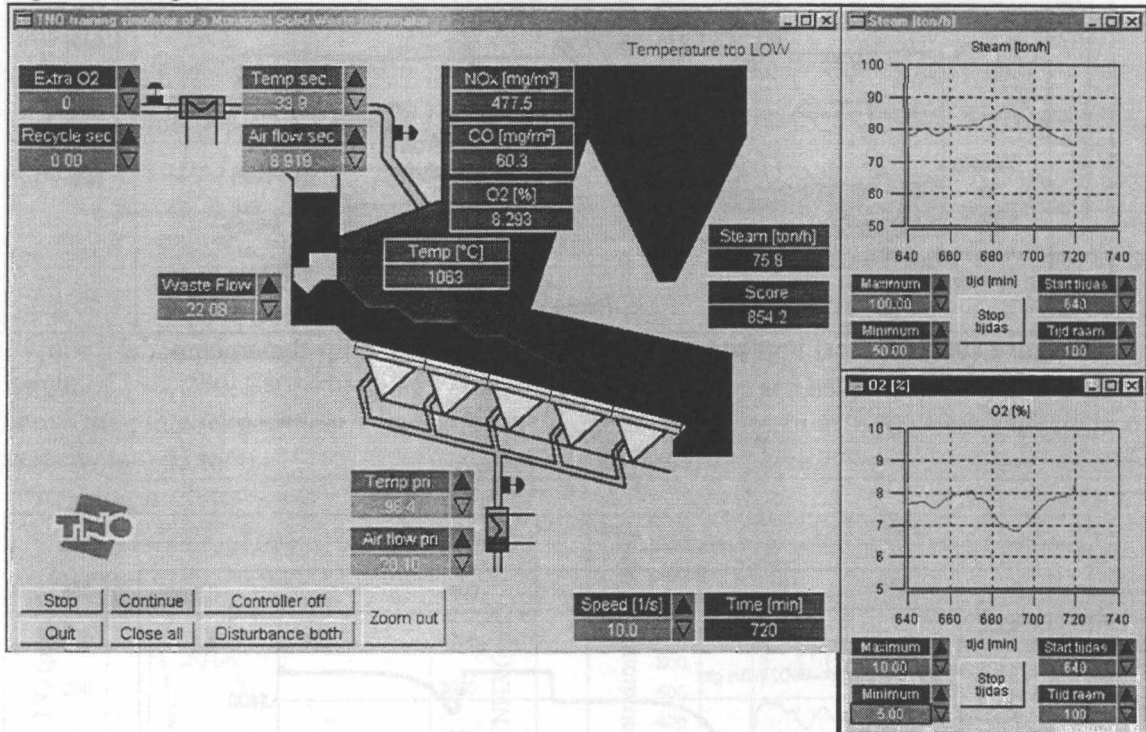 TNO training simulator of a Municipal Solid Waste Incinerator
Temperature too LOW
Extra O2
0
Recycle sec
0.00
Temp sec.
33.9
Air flow sec
6.919
NOx [mg/m³]
477.5
CO [mg/m³]
60.3
O2 [%]
8.293
Temp [°C]
1063
Steam [ton/h]
75.8
Score
854.2
Waste Flow
22.08
Temp pri
98.4
Air flow pri
20.10
TNO
Stop
Continue
Controller off
Zoom out
Quit
Close all
Disturbance both
Speed [1/s]
10.0
Time [min]
720
Steam [ton/h]
Steam [ton/h]
100
90
80
70
60
50
640 660 680 700 720 740
Maximum
100.00
Minimum
50.00
tijd [min]
Stop
tijdas
Start tijdas
640
Tijd raam
100
O2 [%]
O2 [%]
10
9
8
7
6
5
640 660 680 700 720 740
Maximum
10.00
Minimum
5.00
tijd [min]
Stop
tijdas
Start tijdas
640
Tijd raam
100